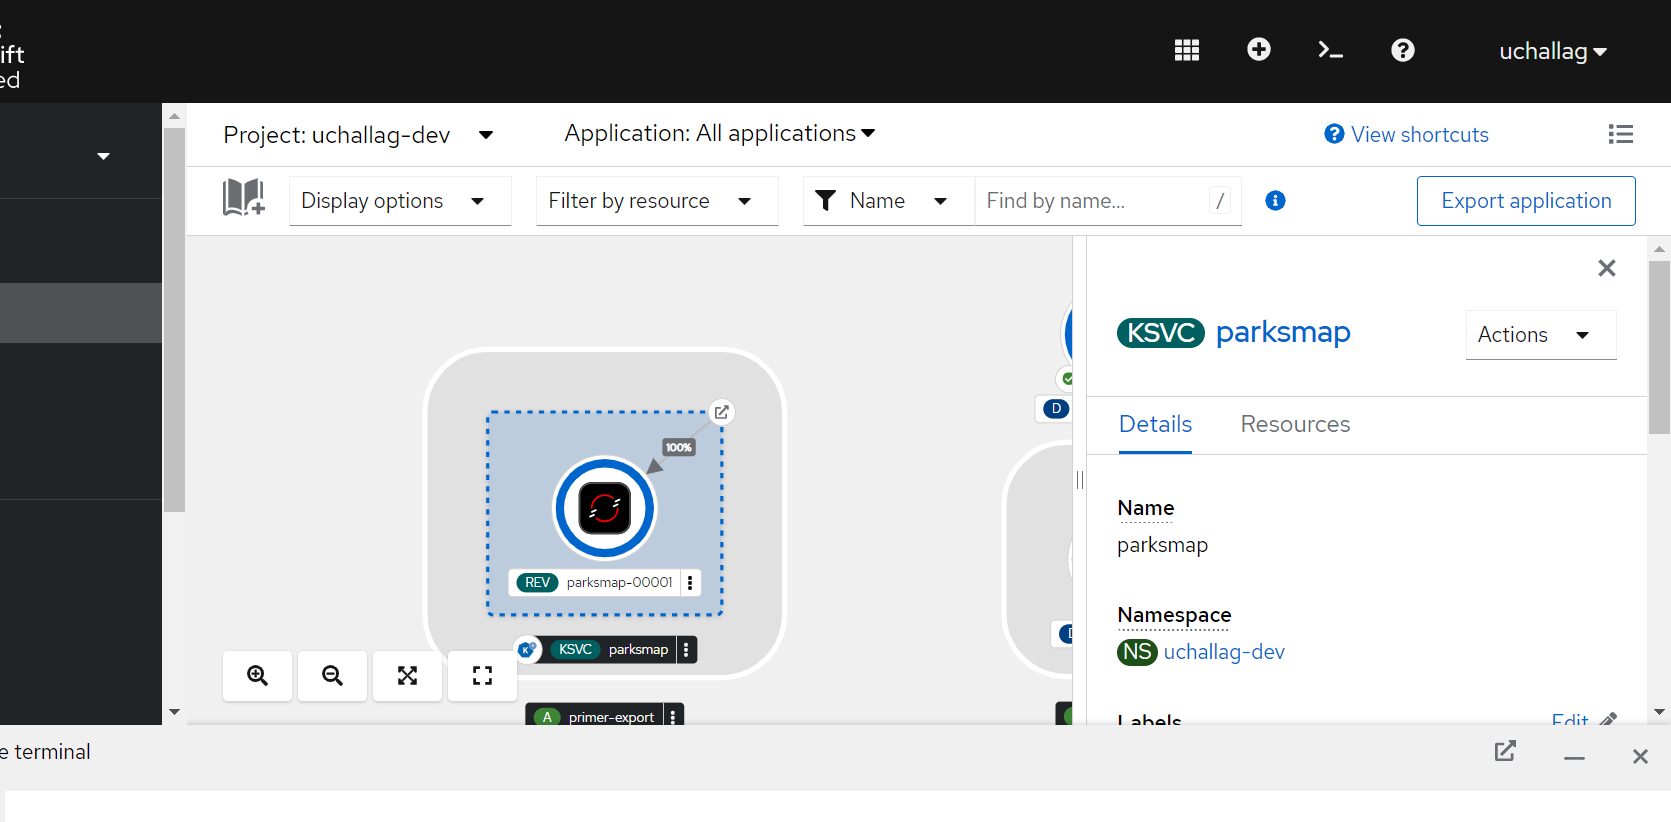 ift
ed
uchallag
Project: uchallag-dev
Application: All applications
View shortcuts
Display options
Filter by resource
Name
Find by name...
/
Export application
KSVC parksmap
Actions
D
100%
Details
Resources
Name
parksmap
REV parksmap-00001
Namespace
NS uchallag-dev
KSVC parksmap
A primer-export
Labels
Edit
e terminal